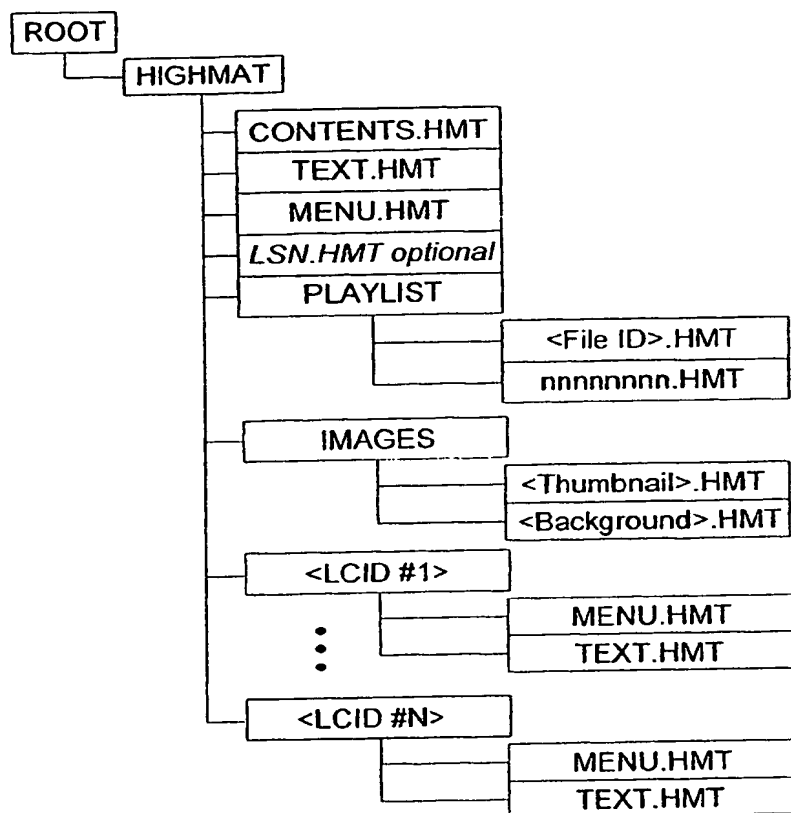 ROOT
HIGHMAT
CONTENTS.HMT
TEXT.HMT
MENU.HMT
LSN.HMT optional
PLAYLIST
<File ID>.HMT
nnnnnnnn.HMT
IMAGES
<Thumbnail>.HMT
<Background>.HMT
<LCID #1>
MENU.HMT
TEXT.HMT
<LCID #N>
MENU.HMT
TEXT.HMT